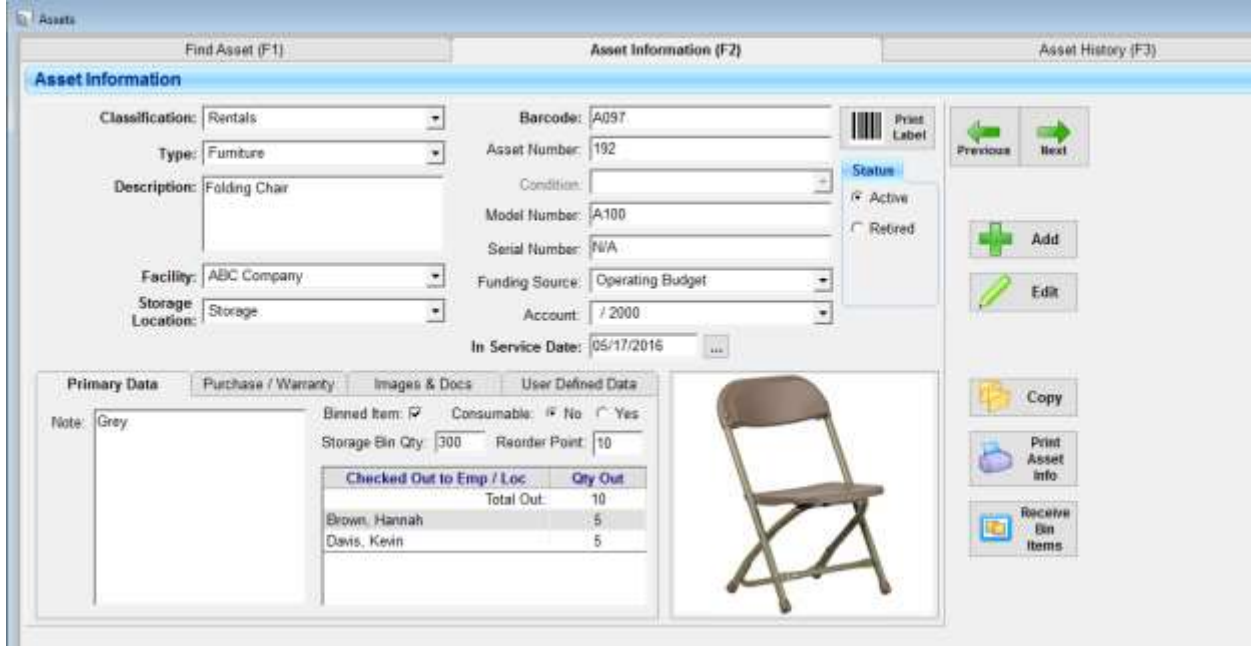 Assets
Find Asset (F1)
Asset Information (F2)
Asset History (F3)
Asset Information
Classification: Rentals
Type: Furniture
Description: Folding Chair
Facility: ABC Company
Storage Location: Storage
Barcode: A097
Asset Number: 192
Condition:
Model Number: A100
Serial Number: N/A
Funding Source: Operating Budget
Account: / 2000
In Service Date: 05/17/2016 ...
Print Label
Status
Active
Retired
Previous
Next
Add
Edit
Copy
Print Asset Info
Receive Bin Items
Primary Data
Purchase / Warranty
Images & Docs
User Defined Data
Note: Grey
Binned Item: Consumable: No Yes
Storage Bin Qty: 300 Reorder Point: 10
Checked Out to Emp / Loc Qty Out
Total Out: 10
Brown, Hannah 5
Davis, Kevin 5